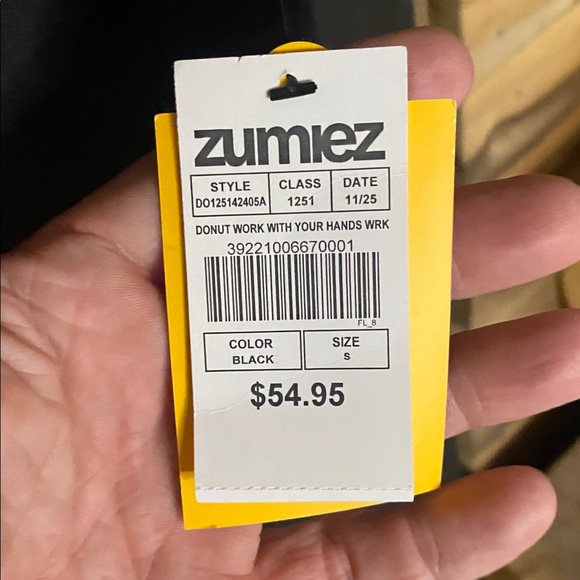 zumiez
STYLE CLASS DATE
DO125142405A 1251 11/25
DONUT WORK WITH YOUR HANDS WRK
39221006670001
FL_8
COLOR SIZE
BLACK S
$54.95